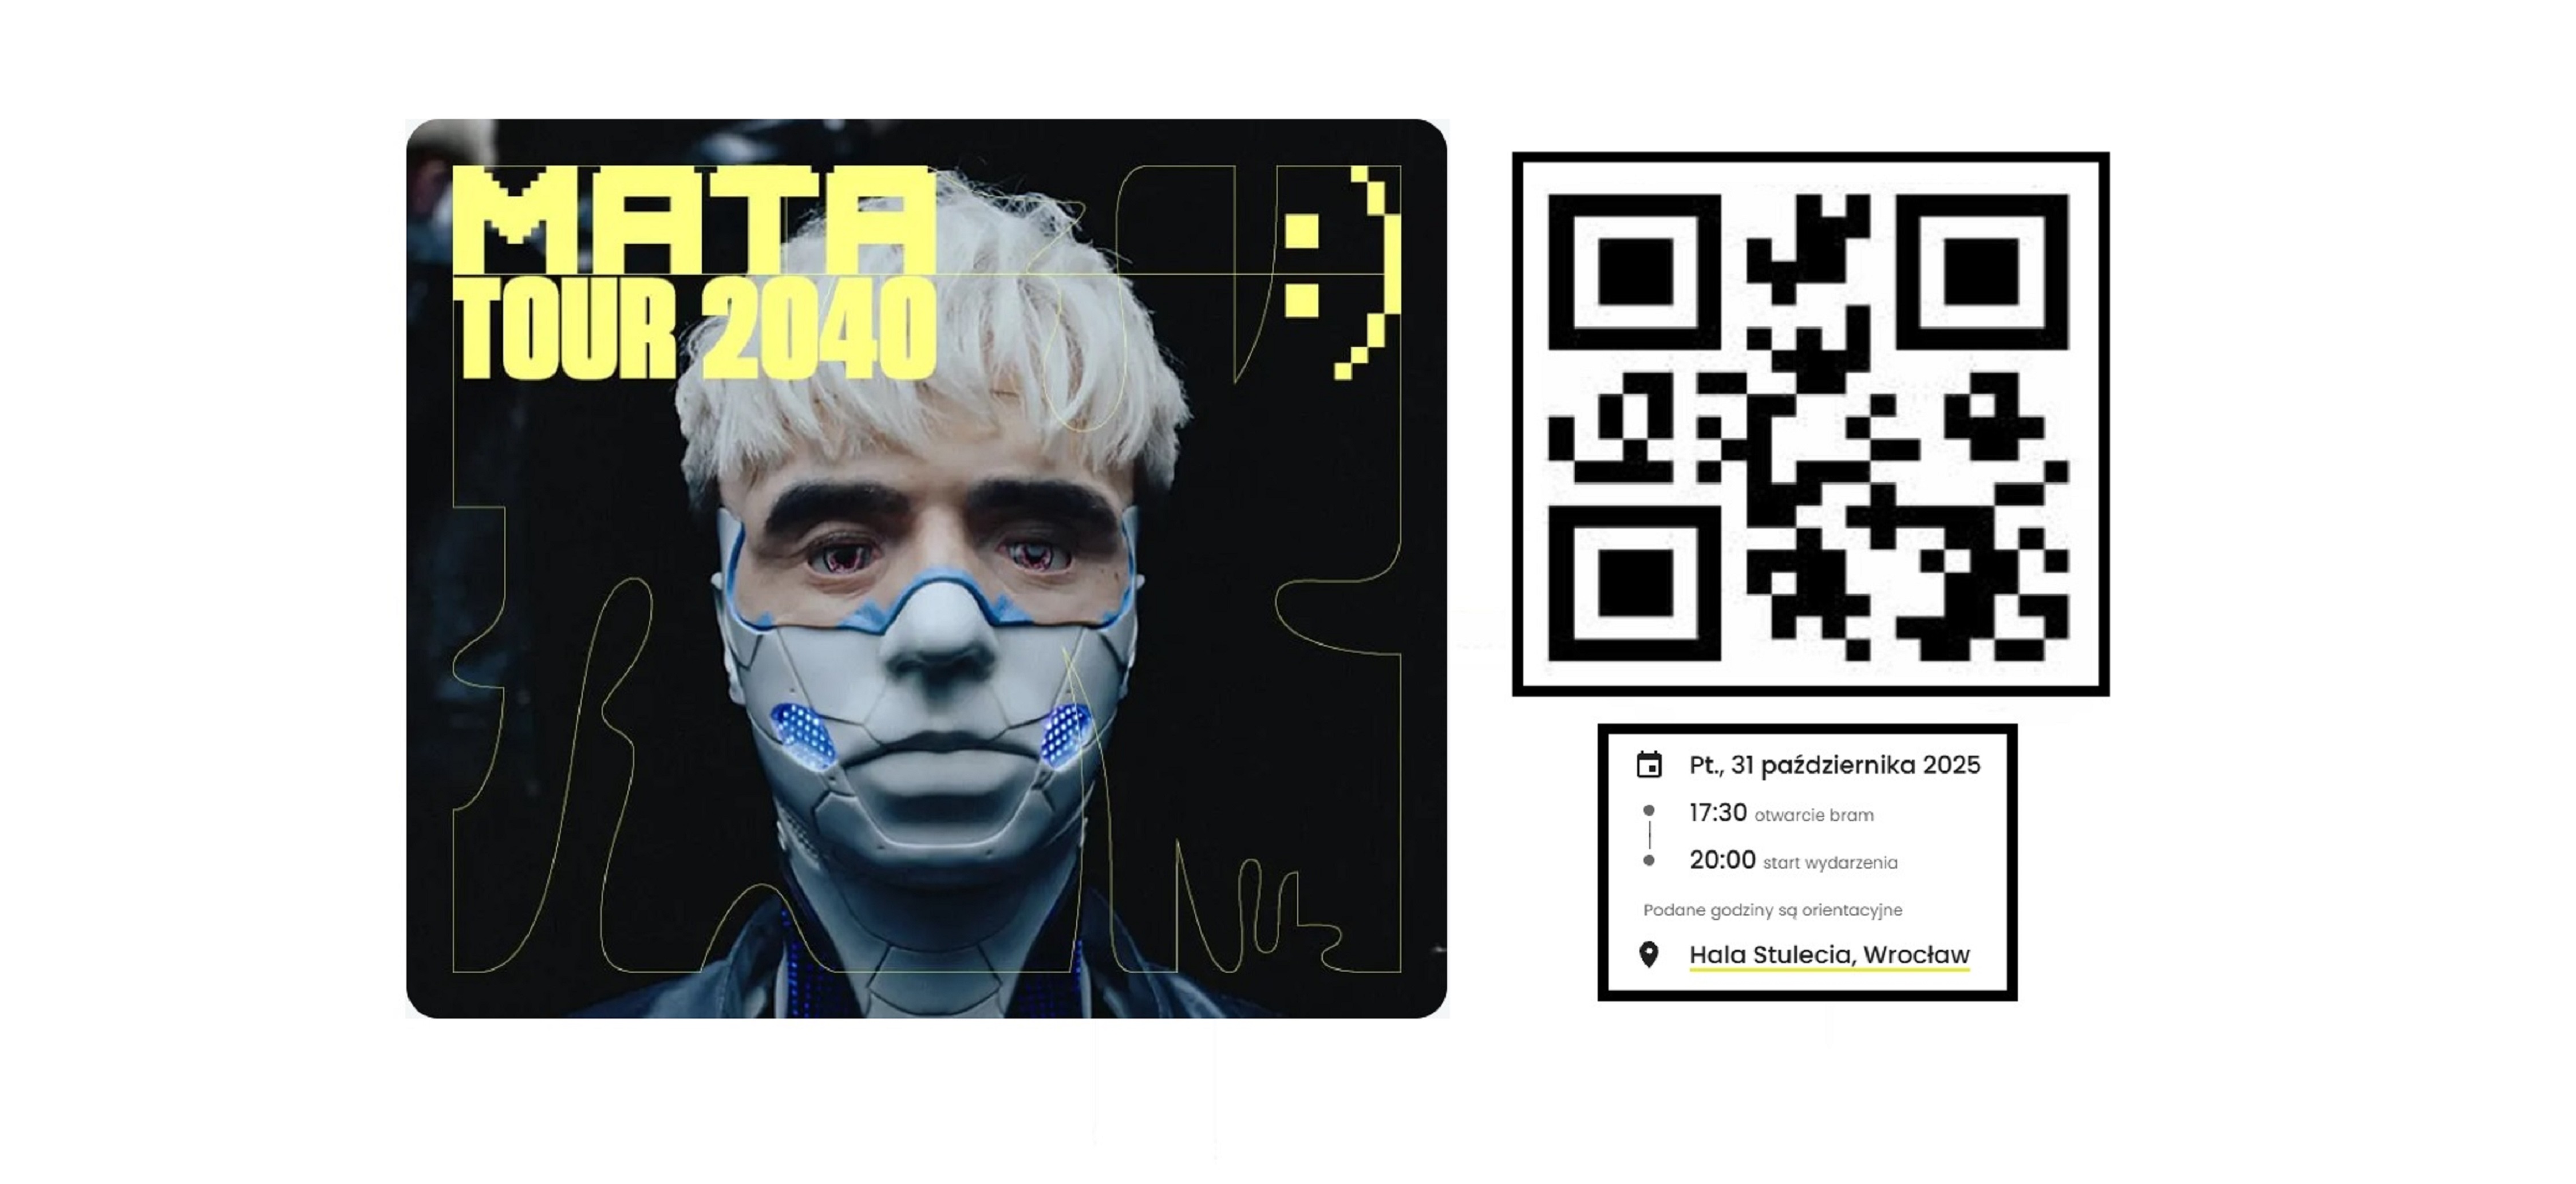 MATA
TOUR 2040
:)
Pt., 31 października 2025
17:30 otwarcie bram
20:00 start wydarzenia
Podane godziny są orientacyjne
Hala Stulecia, Wrocław